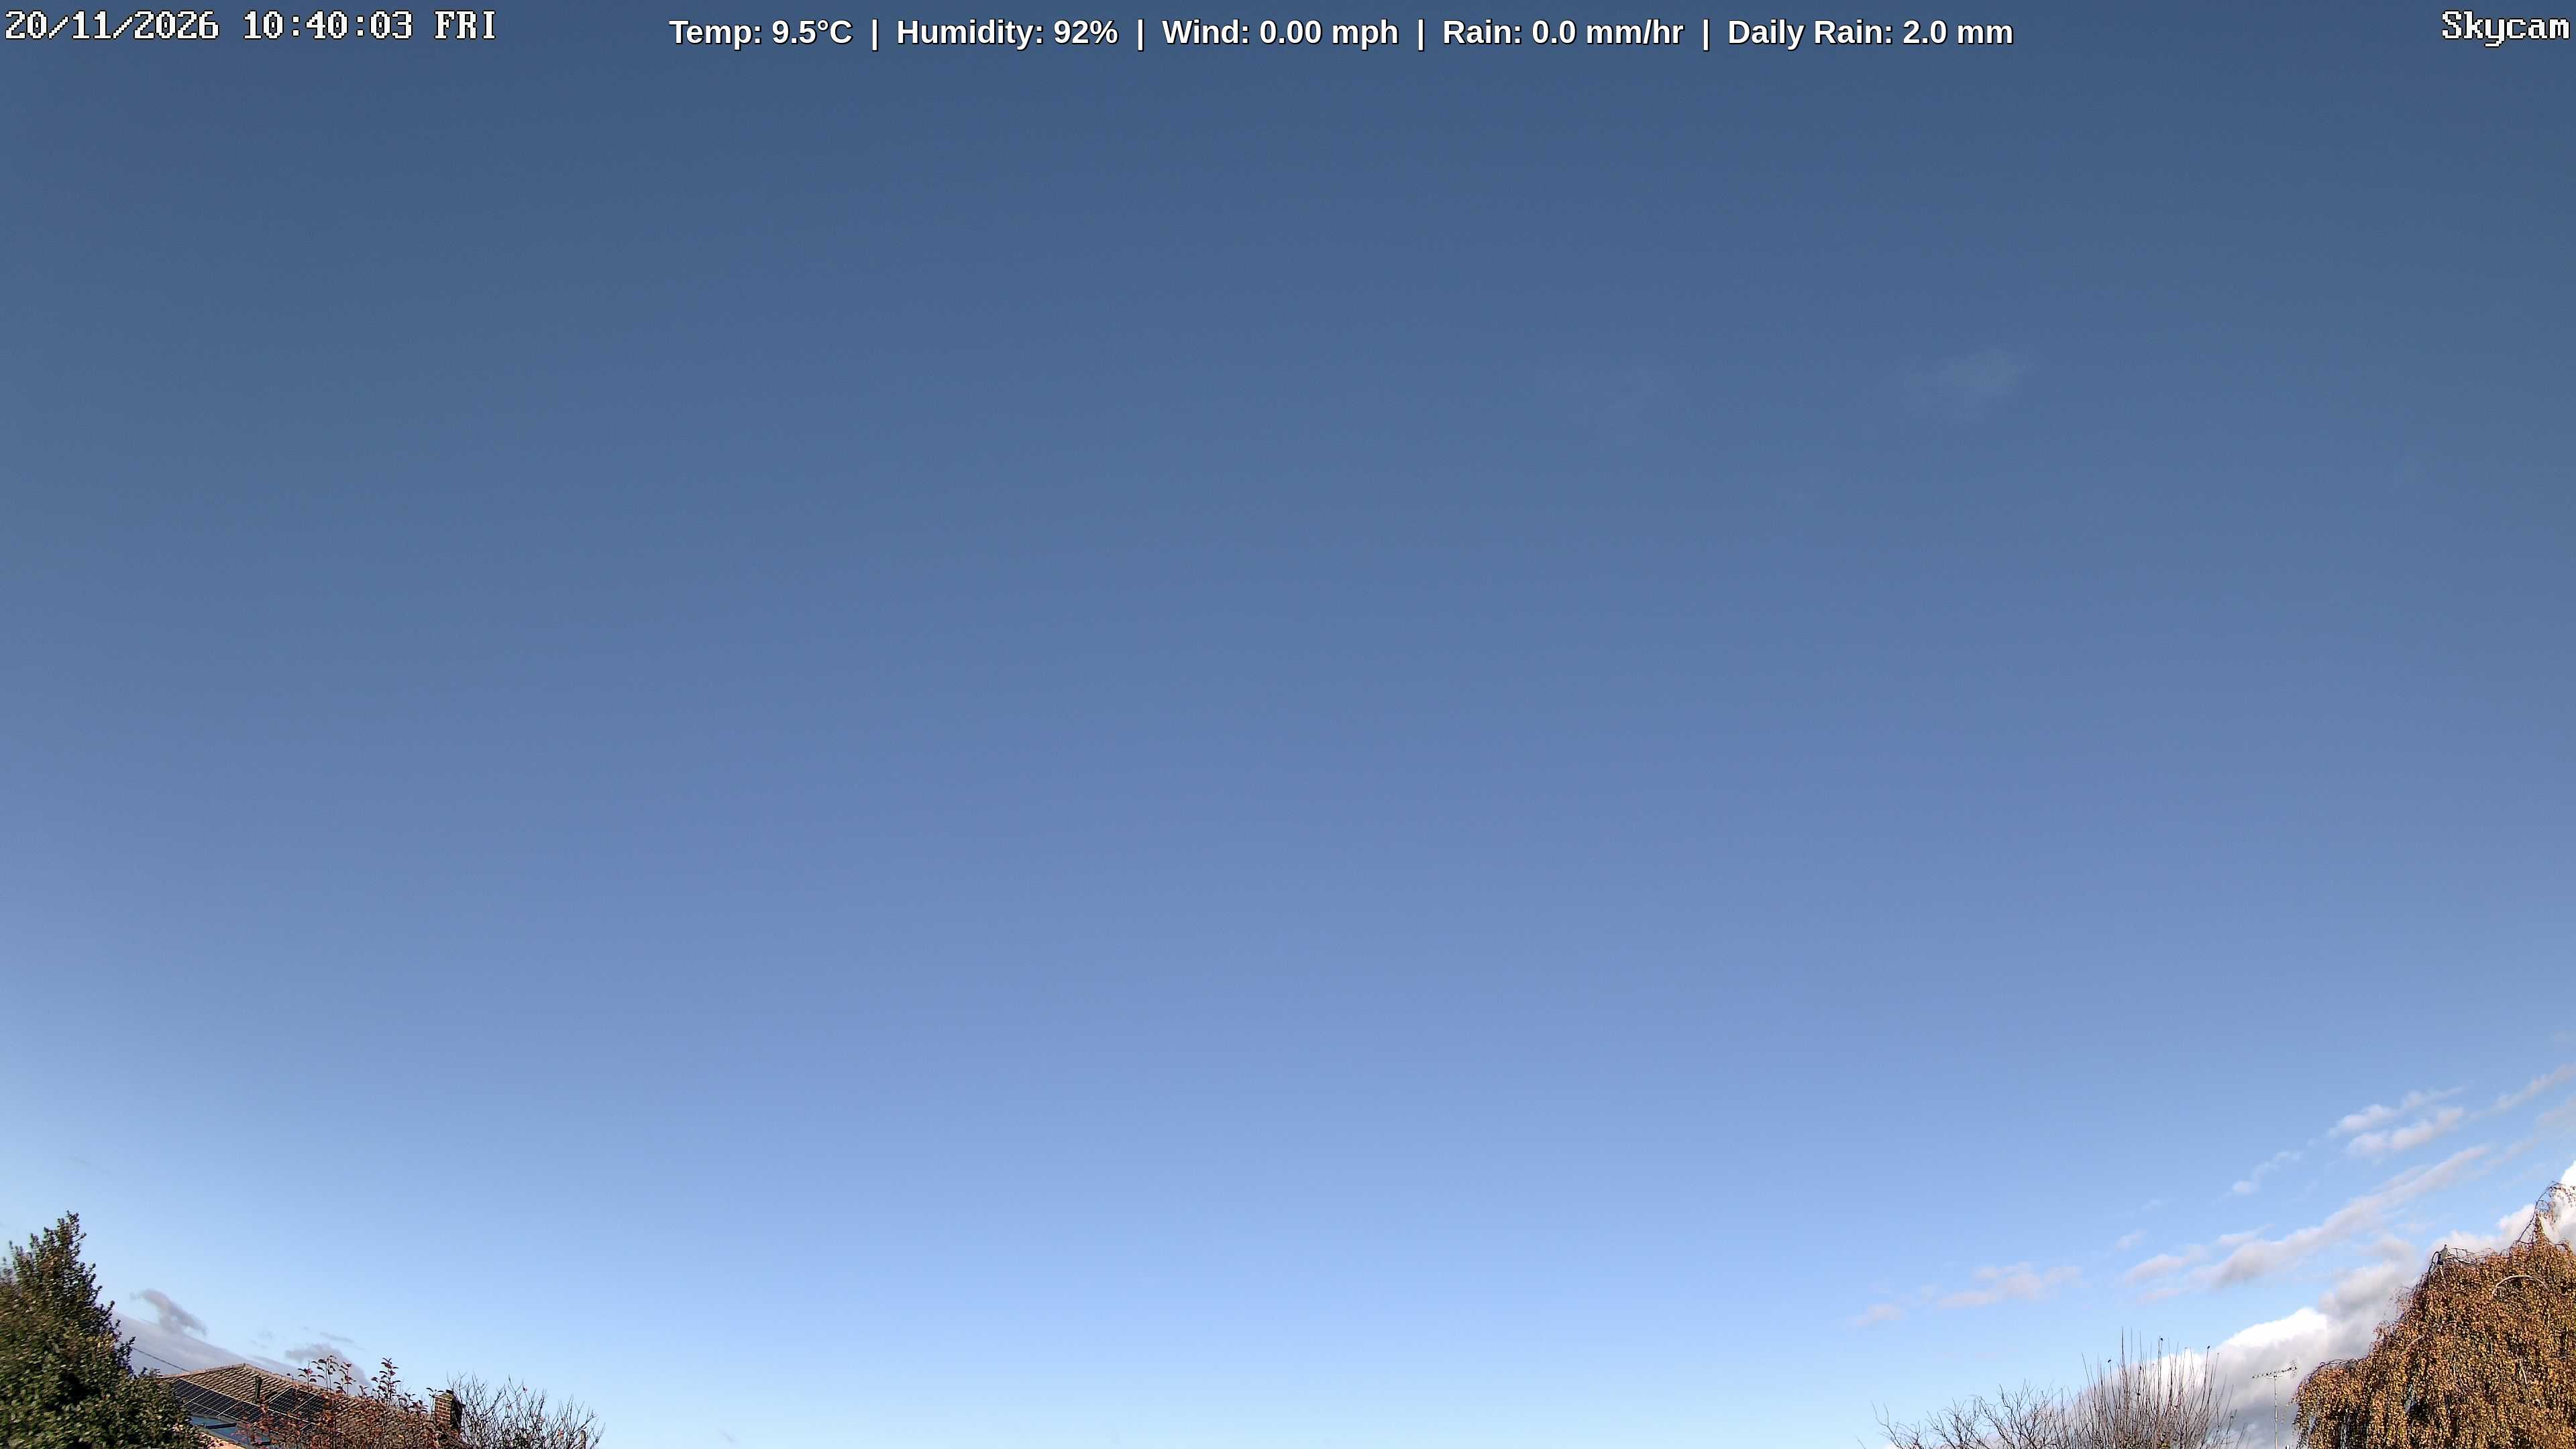 20/11/2026 10:40:03 FRI
Temp: 9.5°C | Humidity: 92% | Wind: 0.00 mph | Rain: 0.0 mm/hr | Daily Rain: 2.0 mm
Skycam